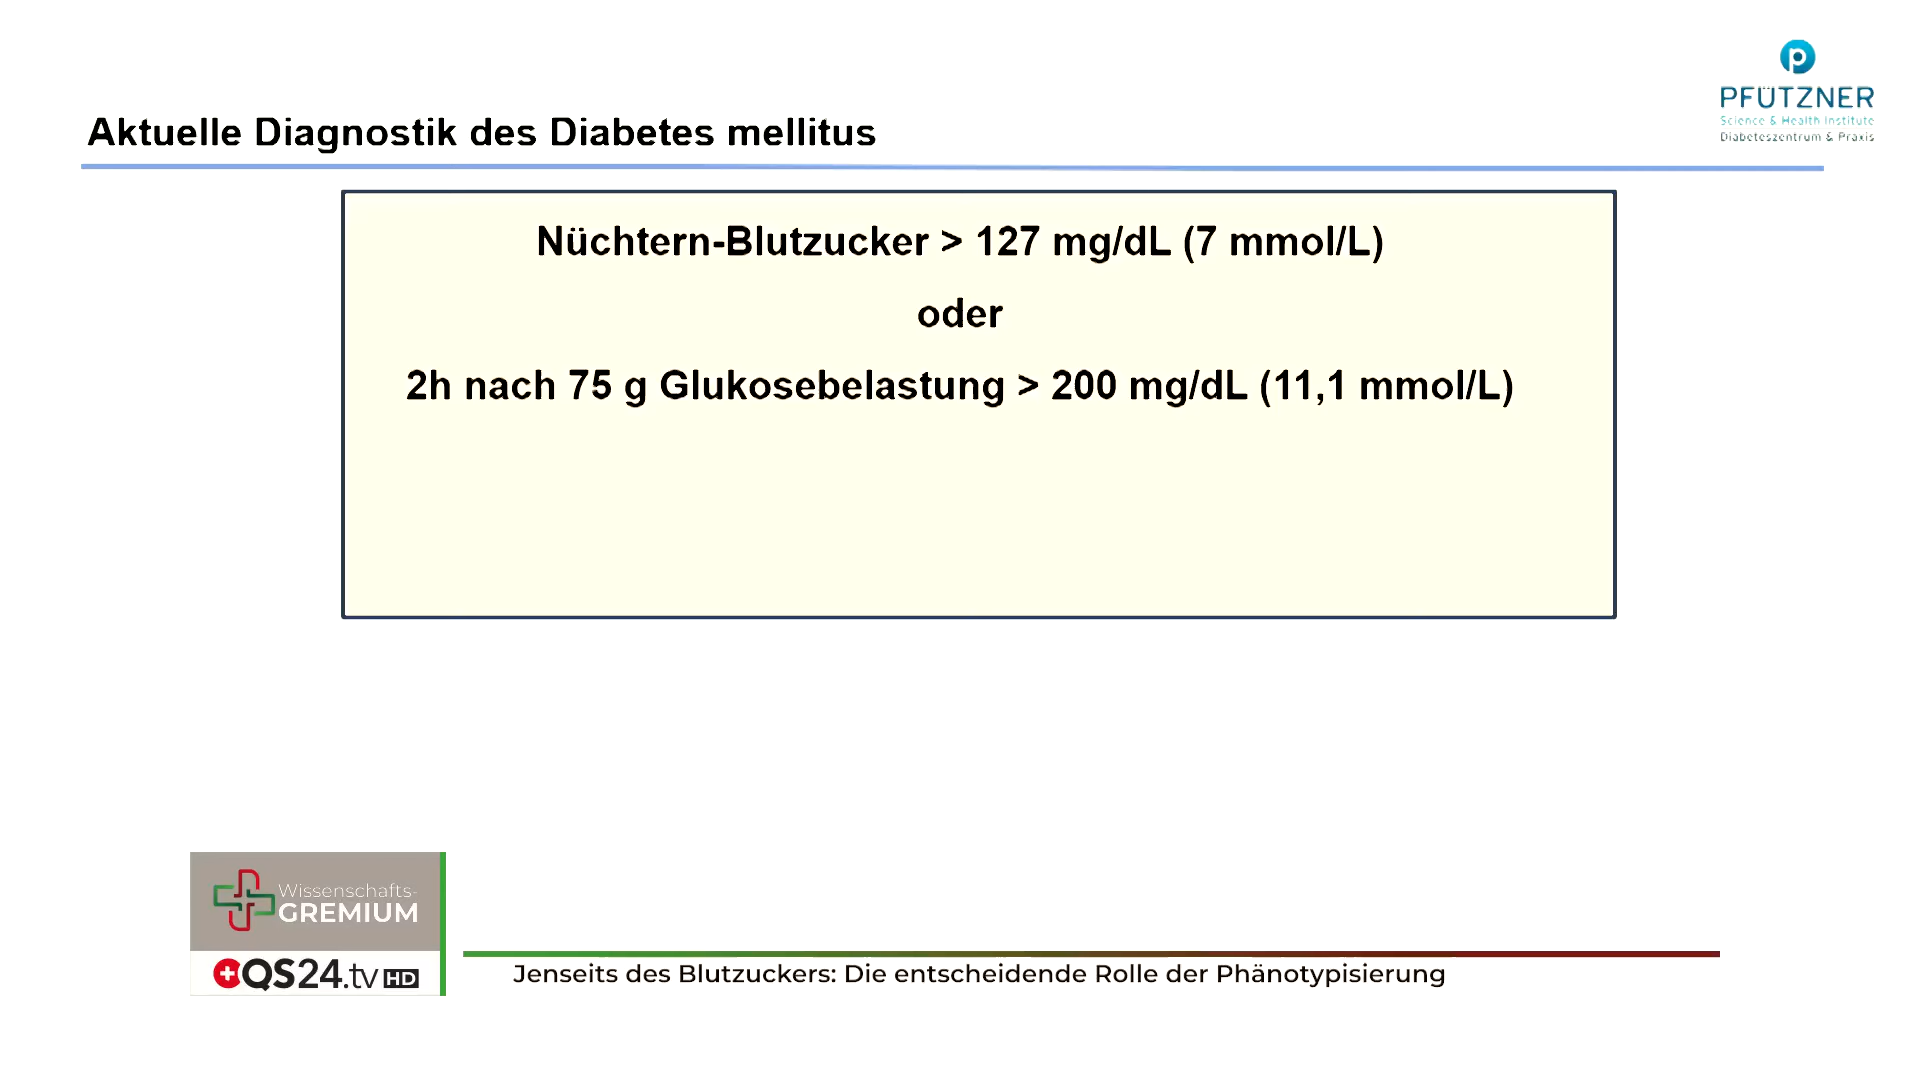 PFÜTZNER
Science & Health Institute
Diabeteszentrum & Praxis
Aktuelle Diagnostik des Diabetes mellitus
Nüchtern-Blutzucker > 127 mg/dL (7 mmol/L)
oder
2h nach 75 g Glukosebelastung > 200 mg/dL (11,1 mmol/L)
Wissenschafts-
GREMIUM
QS24.tv HD
Jenseits des Blutzuckers: Die entscheidende Rolle der Phänotypisierung